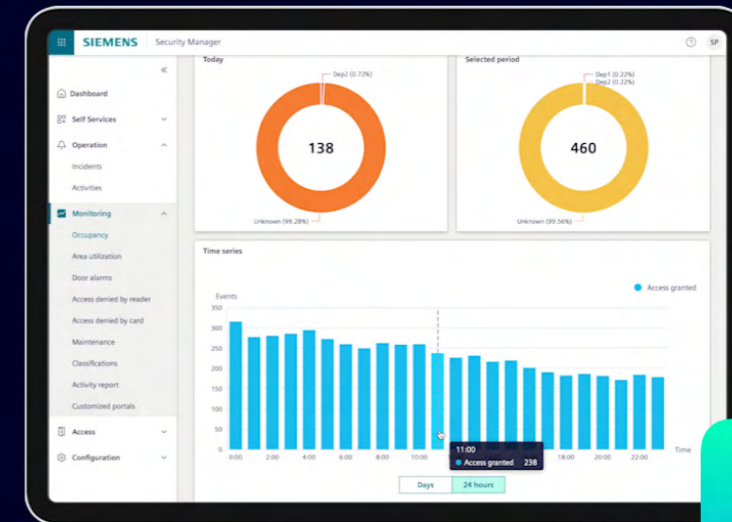 SIEMENS Security Manager
SP
Today
Selected period
Dep2 (0.72%)
138
Unknown (99.28%)
Dep1 (0.22%)
Dep2 (0.22%)
460
Unknown (99.56%)
Dashboard
Self Services
Operation
Incidents
Activities
Monitoring
Occupancy
Area utilization
Door alarms
Access denied by reader
Access denied by card
Maintenance
Classifications
Activity report
Customized portals
Access
Configuration
Time series
Access granted
Events
350
300
250
200
150
100
50
0
0:00 2:00 4:00 6:00 8:00 10:00 18:00 20:00 22:00
Time
11:00
Access granted 238
Days 24 hours